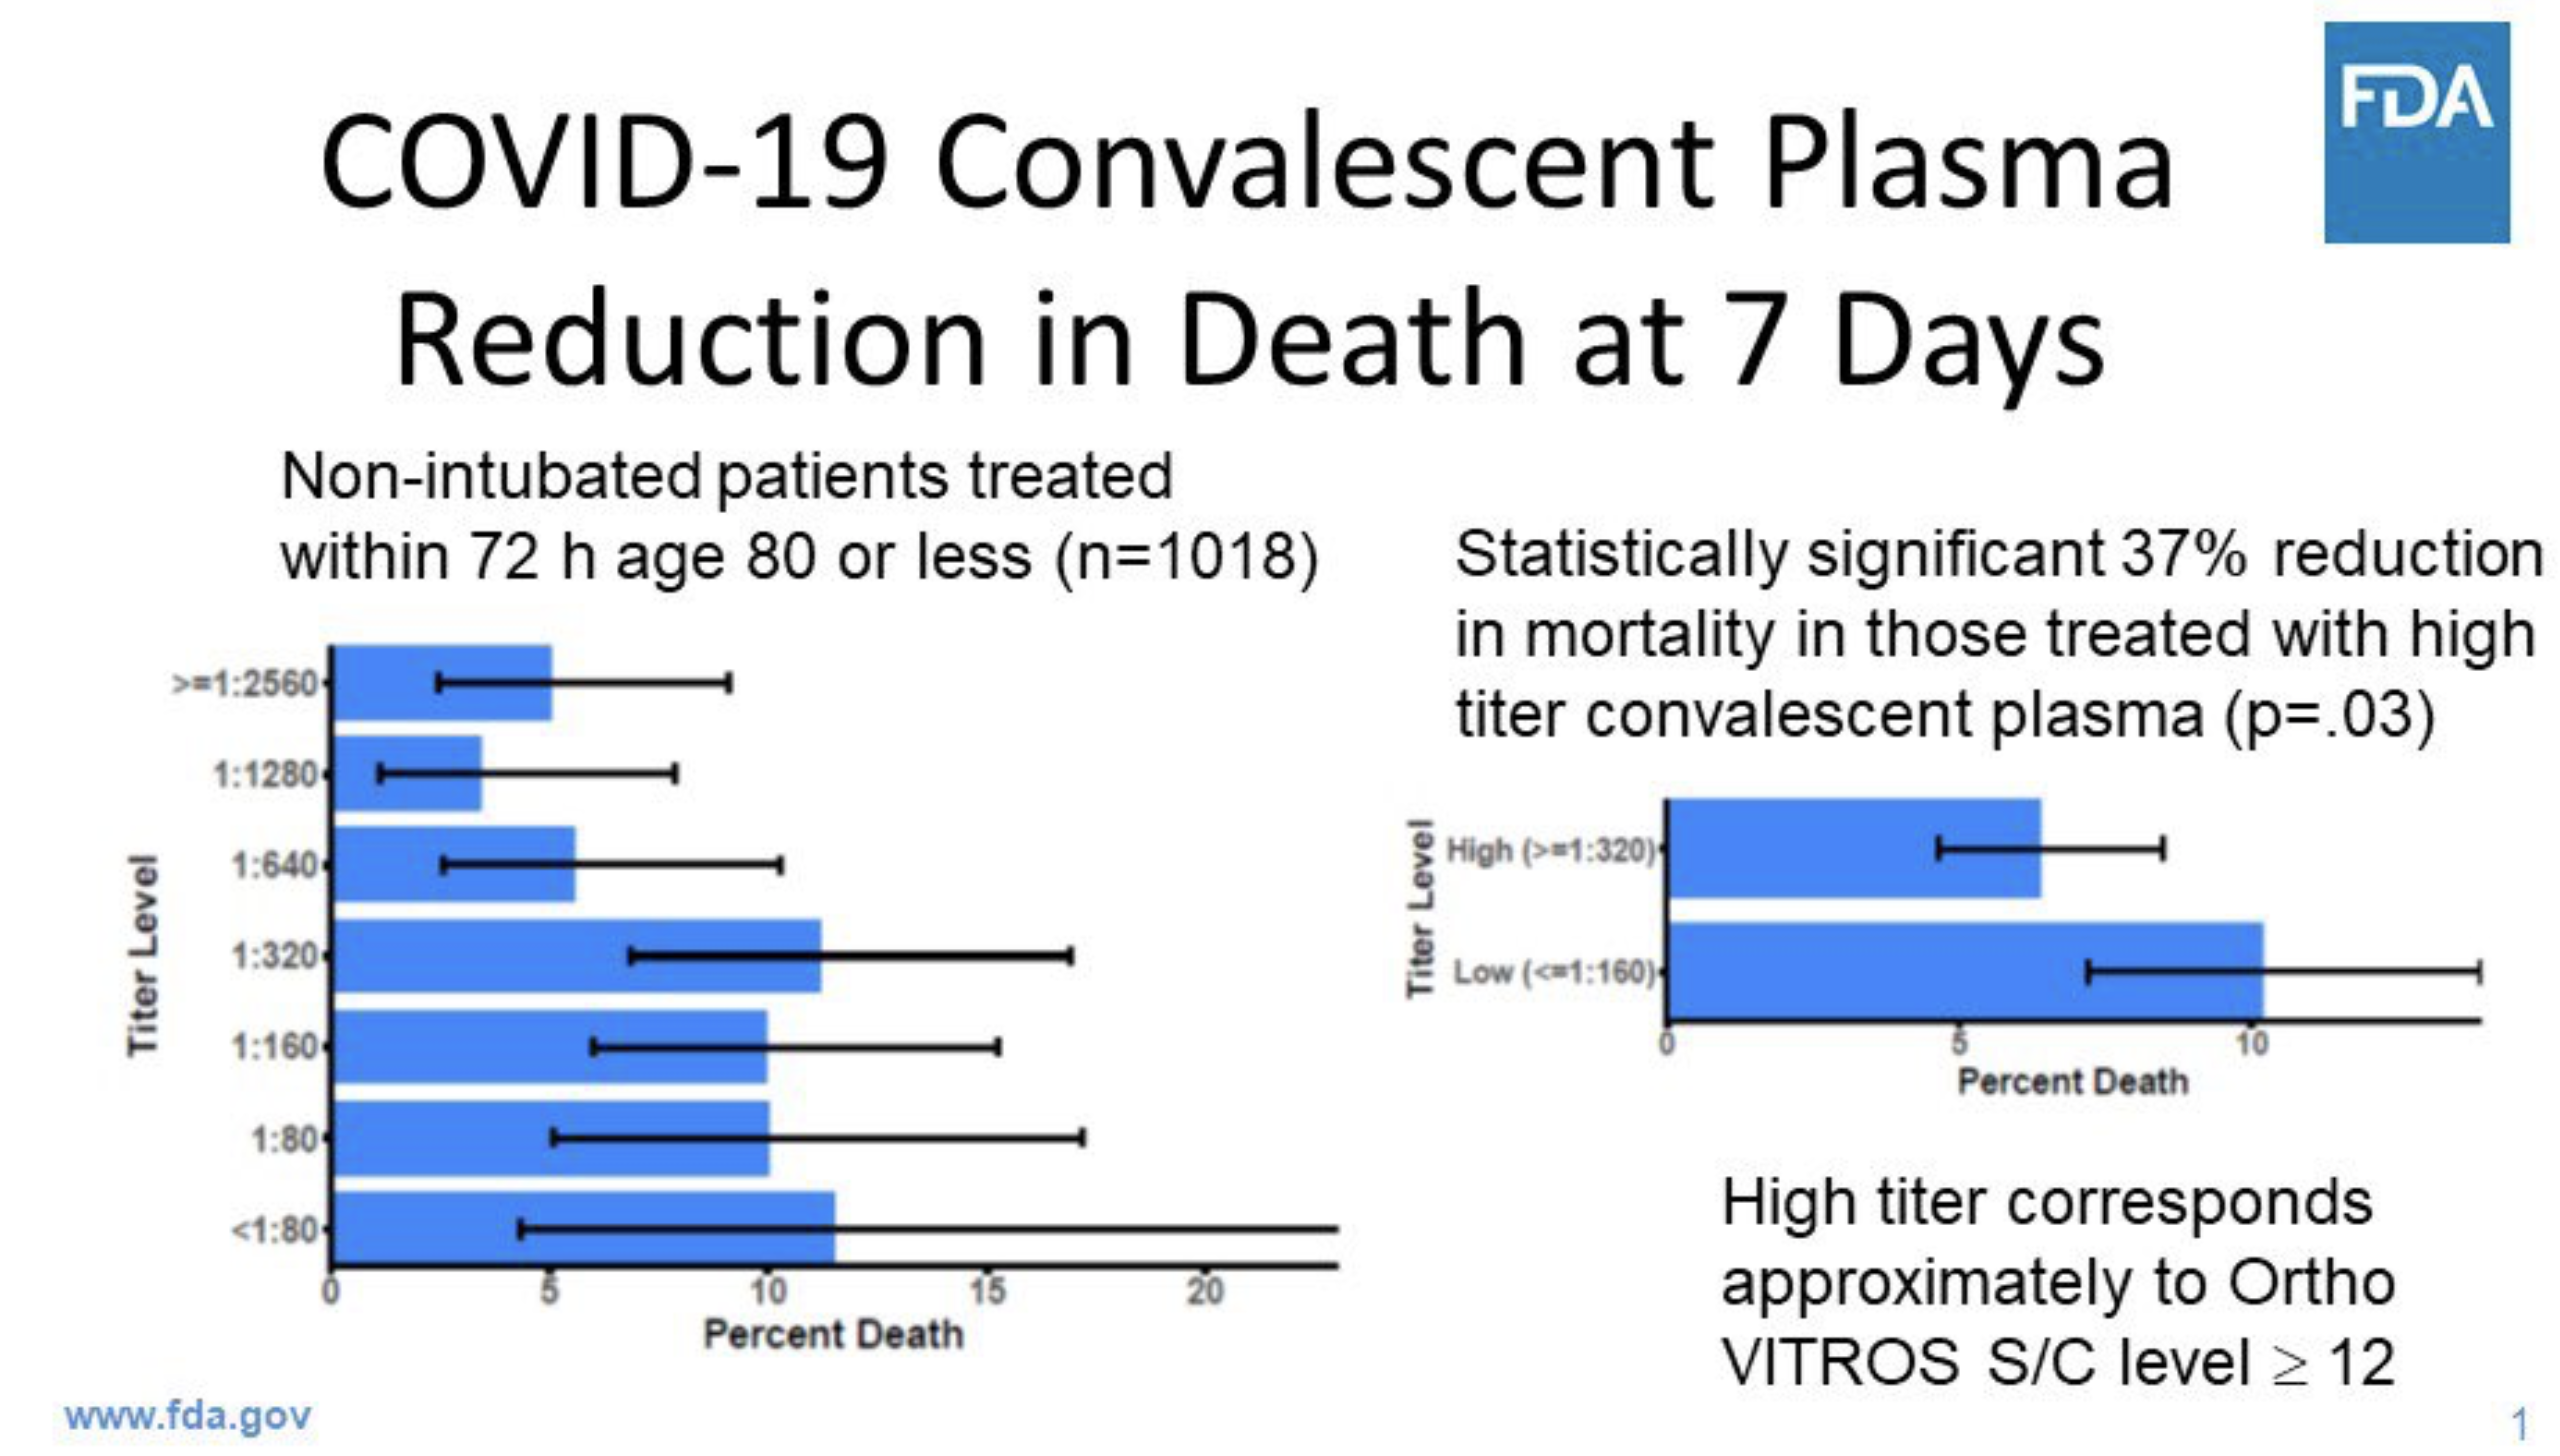 FDA
COVID-19 Convalescent Plasma
Reduction in Death at 7 Days
Non-intubated patients treated
within 72 h age 80 or less (n=1018)
Titer Level
>=1:2560
1:1280
1:640
1:320
1:160
1:80
<1:80
0 5 10 15 20
Percent Death
Statistically significant 37% reduction
in mortality in those treated with high
titer convalescent plasma (p=.03)
Titer Level
High (>=1:320)
Low (<=1:160)
0 5 10
Percent Death
High titer corresponds
approximately to Ortho
VITROS S/C level ≥ 12
www.fda.gov
1